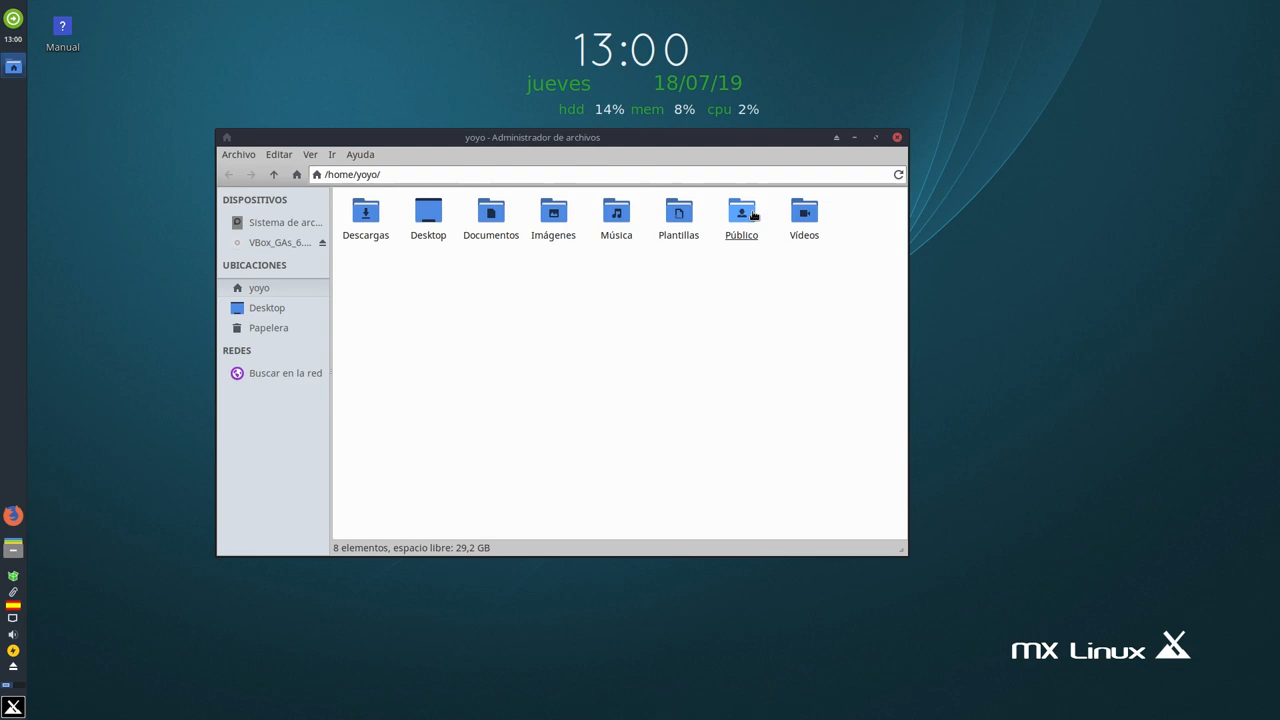 13:00
Manual
13:00
jueves 18/07/19
hdd 14% mem 8% cpu 2%
yoyo - Administrador de archivos
Archivo Editar Ver Ir Ayuda
/home/yoyo/
DISPOSITIVOS
Sistema de arc...
VBox_GAs_6....
UBICACIONES
yoyo
Desktop
Papelera
REDES
Buscar en la red
Descargas Desktop Documentos Imágenes Música Plantillas Público Vídeos
8 elementos, espacio libre: 29,2 GB
MX Linux